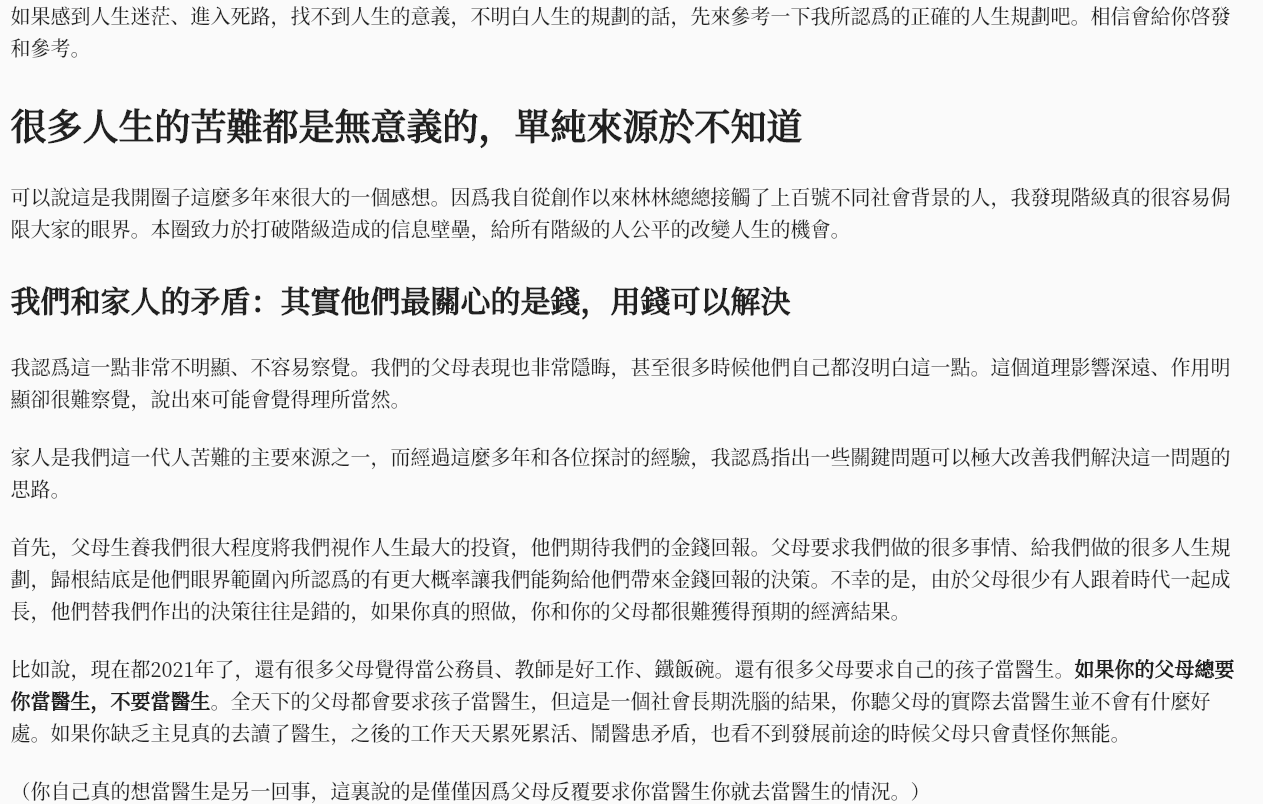 如果感到人生迷茫、進入死路，找不到人生的意義，不明白人生的規劃的話，先來參考一下我所認爲的正確的人生規劃吧。相信會給你啓發
和參考。
很多人生的苦難都是無意義的，單純來源於不知道
可以說這是我開圈子這麼多年來很大的一個感想。因爲我自從創作以來林林總總接觸了上百號不同社會背景的人，我發現階級真的很容易侷
限大家的眼界。本圈致力於打破階級造成的信息壁壘，給所有階級的人公平的改變人生的機會。
我們和家人的矛盾：其實他們最關心的是錢，用錢可以解決
我認爲這一點非常不明顯、不容易察覺。我們的父母表現也非常隱晦，甚至很多時候他們自己都沒明白這一點。這個道理影響深遠、作用明
顯卻很難察覺，說出來可能會覺得理所當然。
家人是我們這一代人苦難的主要來源之一，而經過這麼多年和各位探討的經驗，我認爲指出一些關鍵問題可以極大改善我們解決這一問題的
思路。
首先，父母生養我們很大程度將我們視作人生最大的投資，他們期待我們的金錢回報。父母要求我們做的很多事情、給我們做的很多人生規
劃，歸根結底是他們眼界範圍內所認爲的有更大概率讓我們能夠給他們帶來金錢回報的決策。不幸的是，由於父母很少有人跟着時代一起成
長，他們替我們作出的決策往往是錯的，如果你真的照做，你和你的父母都很難獲得預期的經濟結果。
比如說，現在都2021年了，還有很多父母覺得當公務員、教師是好工作、鐵飯碗。還有很多父母要求自己的孩子當醫生。如果你的父母總要
你當醫生，不要當醫生。全天下的父母都會要求孩子當醫生，但這是一個社會長期洗腦的結果，你聽父母的實際去當醫生並不會有什麼好
處。如果你缺乏主見真的去讀了醫生，之後的工作天天累死累活、鬧醫患矛盾，也看不到發展前途的時候父母只會責怪你無能。
（你自己真的想當醫生是另一回事，這裏說的是僅僅因爲父母反覆要求你當醫生你就去當醫生的情況。）